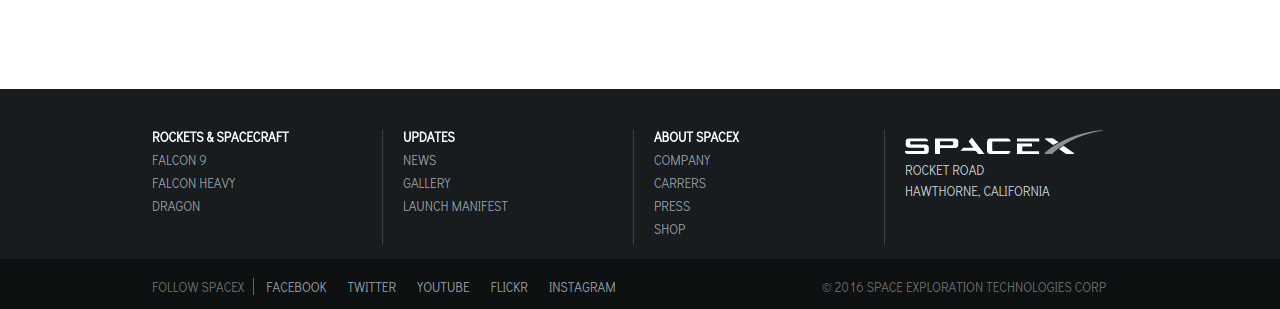 ROCKETS & SPACECRAFT
FALCON 9
FALCON HEAVY
DRAGON
UPDATES
NEWS
GALLERY
LAUNCH MANIFEST
ABOUT SPACEX
COMPANY
CARRERS
PRESS
SHOP
SPACEX
ROCKET ROAD
HAWTHORNE, CALIFORNIA
FOLLOW SPACEX FACEBOOK TWITTER YOUTUBE FLICKR INSTAGRAM
© 2016 SPACE EXPLORATION TECHNOLOGIES CORP